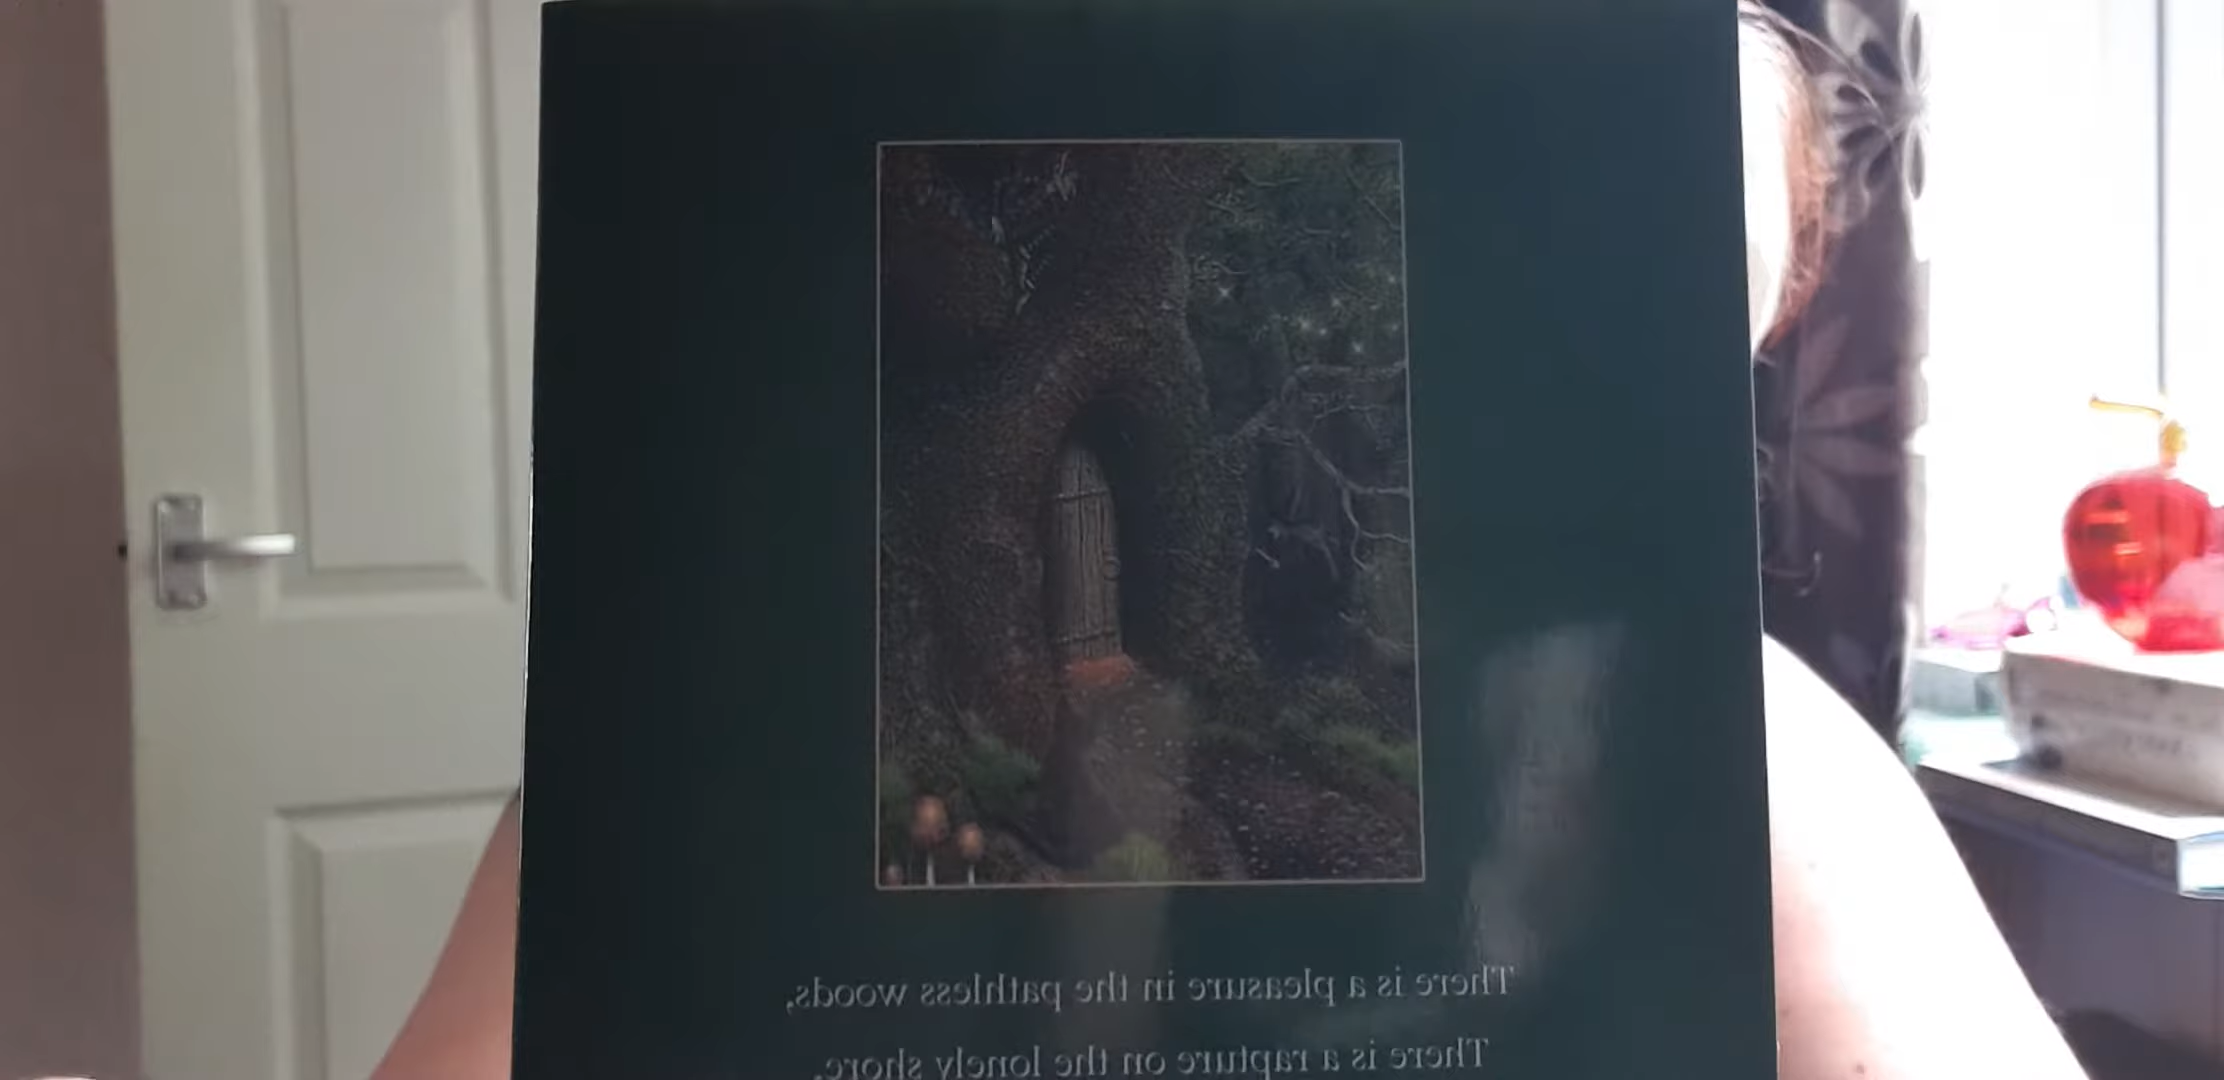 There is a pleasure in the pathless woods,
There is a rapture on the lonely shore,